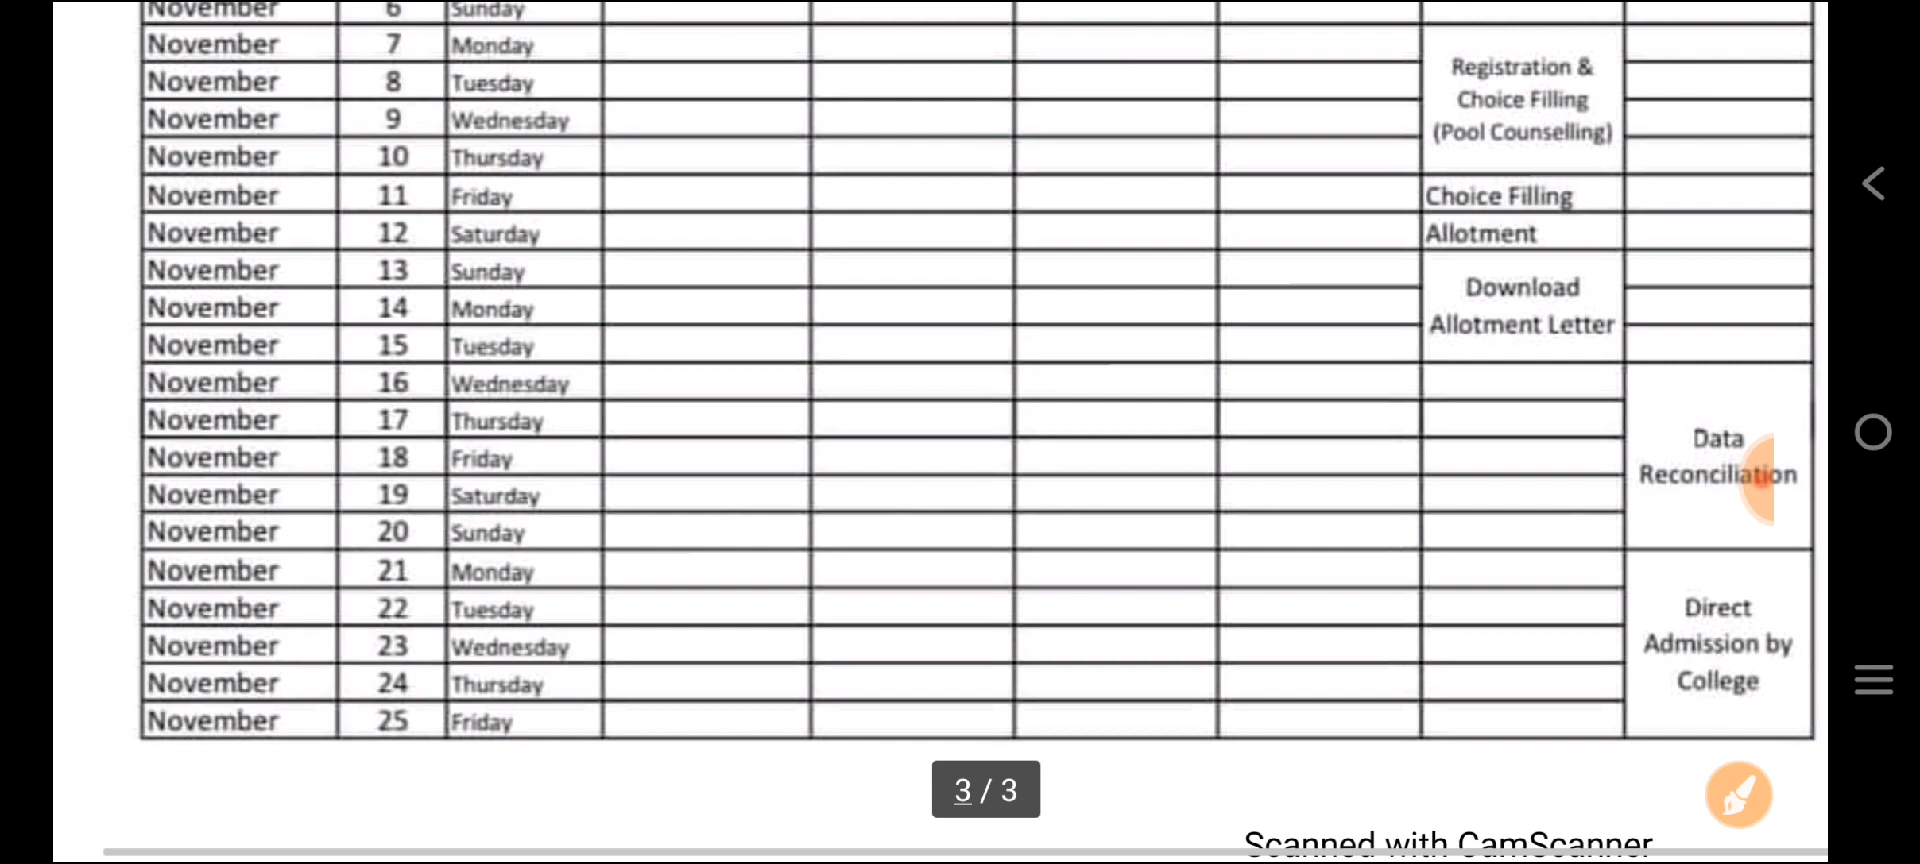 November 6 Sunday
November 7 Monday
November 8 Tuesday
November 9 Wednesday
November 10 Thursday
Registration &
Choice Filling
(Pool Counselling)
November 11 Friday Choice Filling
November 12 Saturday Allotment
November 13 Sunday
November 14 Monday
November 15 Tuesday
Download
Allotment Letter
November 16 Wednesday
November 17 Thursday
November 18 Friday
November 19 Saturday
November 20 Sunday
Data
Reconciliation
November 21 Monday
November 22 Tuesday
November 23 Wednesday
November 24 Thursday
November 25 Friday
Direct
Admission by
College
3 / 3
Scanned with CamScanner